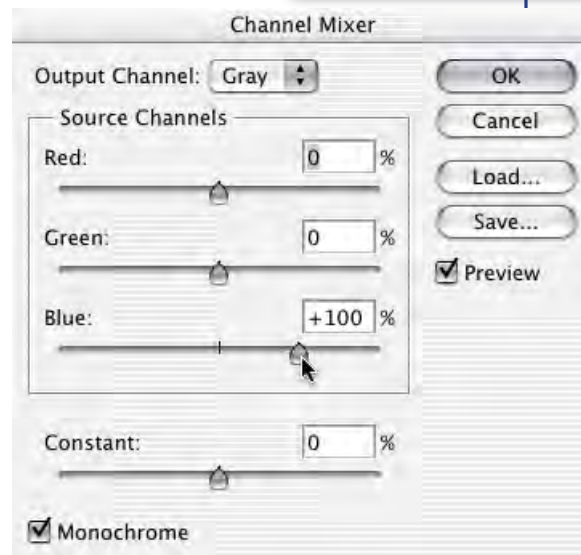 Channel Mixer
Output Channel: Gray
OK
Source Channels
Cancel
Red: 0 %
Load...
Save...
Green: 0 %
Preview
Blue: +100 %
Constant: 0 %
Monochrome